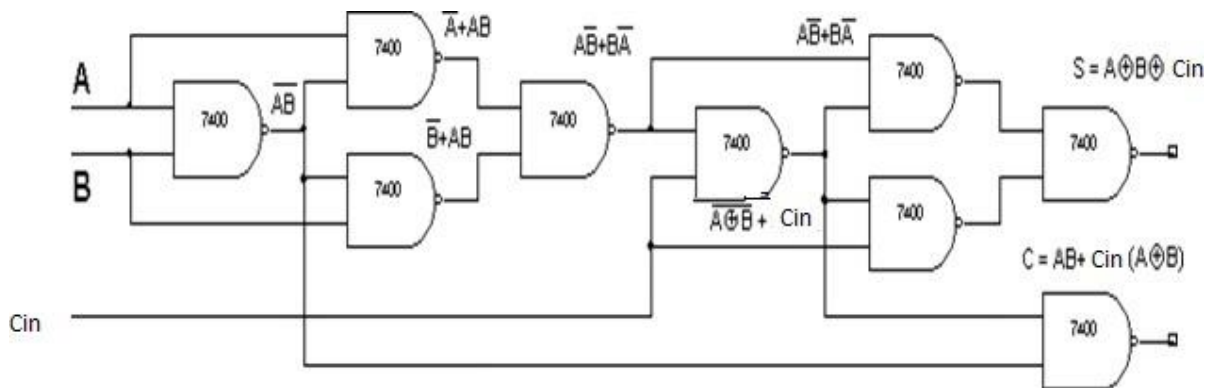 A
B
Cin
7400
A̅B̅
7400
A̅+AB
7400
B̅+AB
7400
AB̅+BA̅
7400
A̅⊕B̅+ Cin
AB̅+BA̅
7400
7400
7400
S = A⊕B⊕ Cin
C = AB+ Cin (A⊕B)
7400